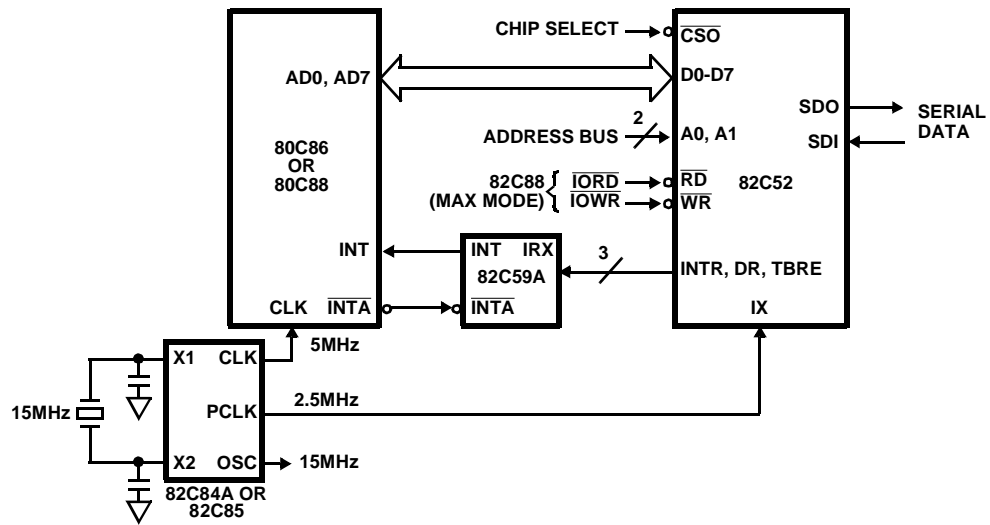 CHIP SELECT
CSO
AD0, AD7
D0-D7
SDO
SERIAL
DATA
SDI
80C86
OR
80C88
ADDRESS BUS
2
A0, A1
82C88
(MAX MODE)
IORD
IOWR
RD
WR
82C52
INT
INT IRX
82C59A
INTA
3
INTR, DR, TBRE
CLK INTA
IX
5MHz
X1 CLK
15MHz
PCLK
2.5MHz
X2 OSC
15MHz
82C84A OR
82C85